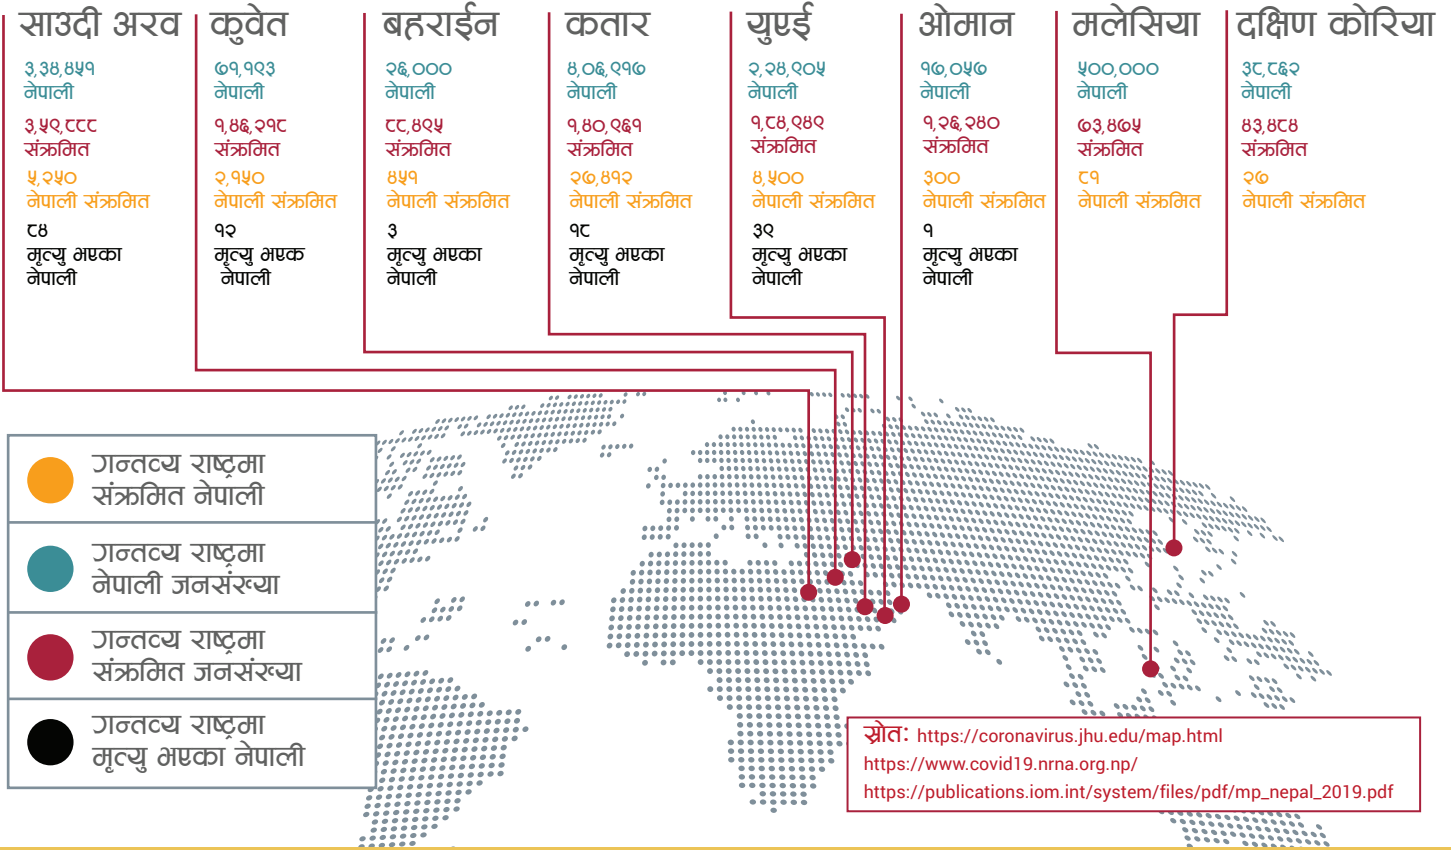 साउदी अरव
३,३४,४५१
नेपाली
३,५९,८८८
संक्रमित
५,२५०
नेपाली संक्रमित
८४
मृत्यु भएका
नेपाली
कुवेत
७१,१९३
नेपाली
१,४६,२१८
संक्रमित
२,१५०
नेपाली संक्रमित
१२
मृत्यु भएक
नेपाली
बहराईन
२६,०००
नेपाली
८८,४९५
संक्रमित
४५१
नेपाली संक्रमित
३
मृत्यु भएका
नेपाली
कतार
४,०६,९१७
नेपाली
१,४०,९६१
संक्रमित
२७,४१२
नेपाली संक्रमित
१८
मृत्यु भएका
नेपाली
युएई
२,२४,९०५
नेपाली
१,८४,९४९
संक्रमित
४,५००
नेपाली संक्रमित
३९
मृत्यु भएका
नेपाली
ओमान
१७,०५७
नेपाली
१,२६,२४०
संक्रमित
३००
नेपाली संक्रमित
१
मृत्यु भएका
नेपाली
मलेसिया
५००,०००
नेपाली
७३,४७५
संक्रमित
८१
नेपाली संक्रमित
दक्षिण कोरिया
३८,८६२
नेपाली
४३,४८४
संक्रमित
२७
नेपाली संक्रमित
गन्तव्य राष्ट्रमा
संक्रमित नेपाली
गन्तव्य राष्ट्रमा
नेपाली जनसंख्या
गन्तव्य राष्ट्रमा
संक्रमित जनसंख्या
गन्तव्य राष्ट्रमा
मृत्यु भएका नेपाली
स्रोतः https://coronavirus.jhu.edu/map.html
https://www.covid19.nrna.org.np/
https://publications.iom.int/system/files/pdf/mp_nepal_2019.pdf